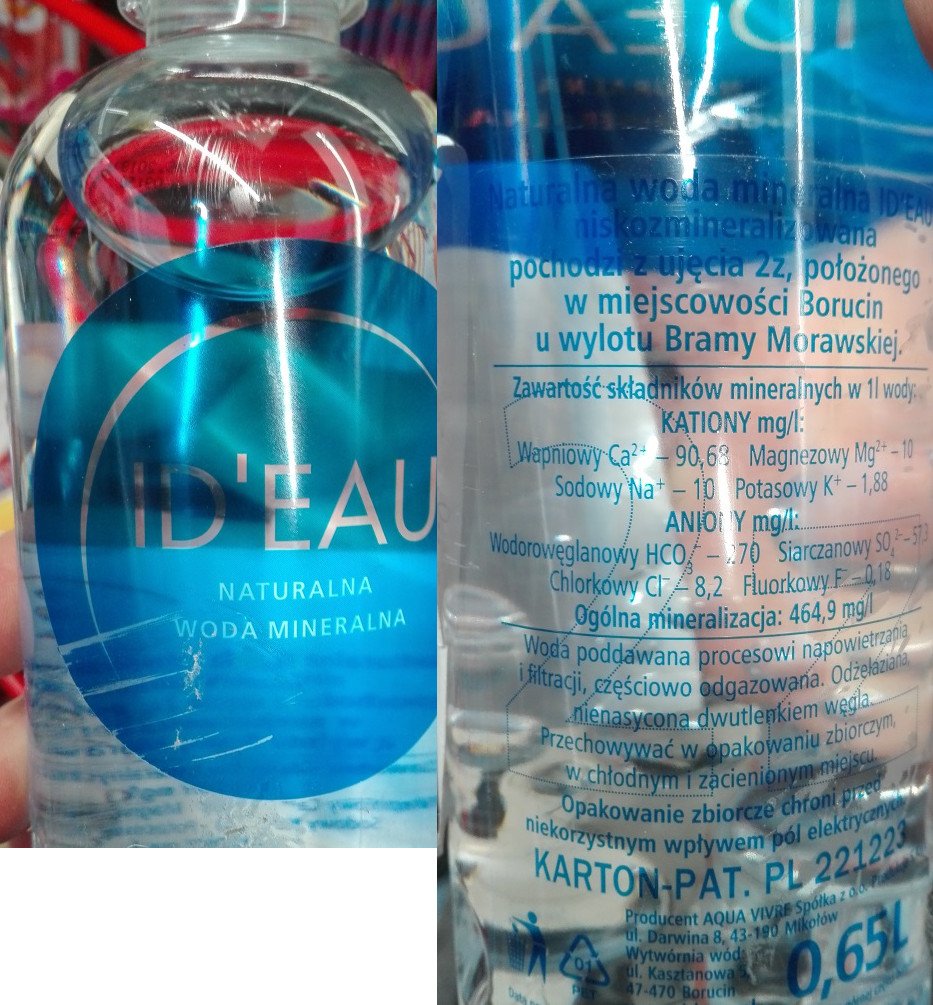 ID'EAU
NATURALNA
WODA MINERALNA
Naturalna woda mineralna ID'EAU
niskozmineralizowana
pochodzi z ujęcia 2z, położonego
w miejscowości Borucin
u wylotu Bramy Morawskiej.
Zawartość składników mineralnych w 1l wody:
KATIONY mg/l:
Wapniowy Ca²⁺ – 90,68 Magnezowy Mg²⁺ – 10
Sodowy Na⁺ – 10 Potasowy K⁺ – 1,88
ANIONY mg/l:
Wodorowęglanowy HCO₃⁻ – 270 Siarczanowy SO₄²⁻ – 57,3
Chlorkowy Cl⁻ – 8,2 Fluorkowy F⁻ – 0,18
Ogólna mineralizacja: 464,9 mg/l
Woda poddawana procesowi napowietrzania
i filtracji, częściowo odgazowana. Odżelaziana,
nienasycona dwutlenkiem węgla.
Przechowywać w opakowaniu zbiorczym,
w chłodnym i zacienionym miejscu.
Opakowanie zbiorcze chroni przed
niekorzystnym wpływem pól elektrycznych.
KARTON-PAT. PL 221223
Producent AQUA VIVRE Spółka z o.o.
ul. Darwina 8, 43-190 Mikołów
Wytwórnia wód:
ul. Kasztanowa
47-470 Borucin
0,65L
01
PET